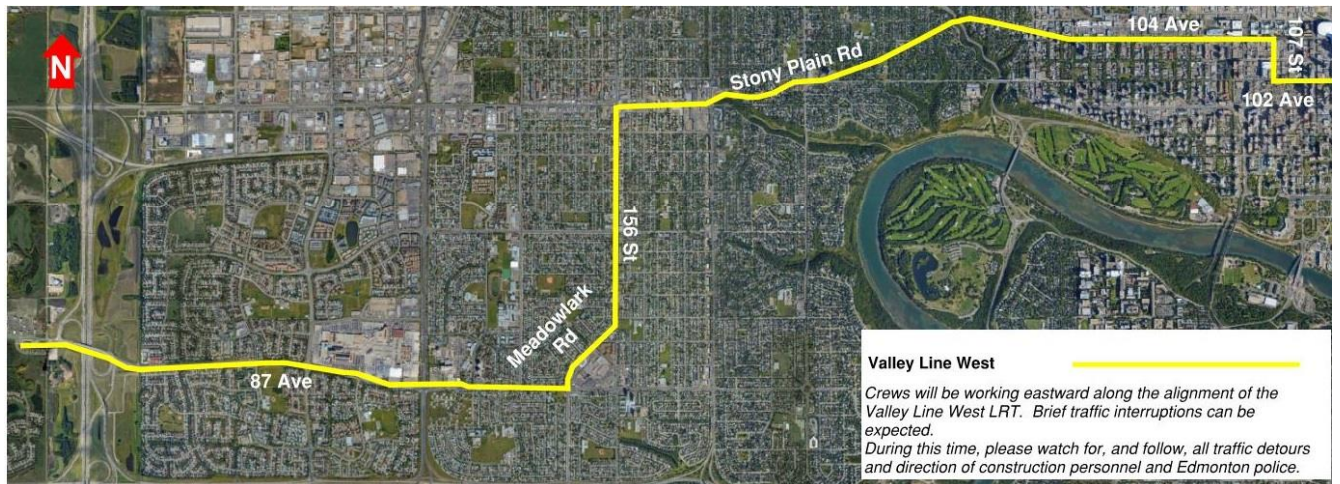 N
104 Ave
107 St
102 Ave
Stony Plain Rd
156 St
Meadowlark
Rd
87 Ave
Valley Line West
Crews will be working eastward along the alignment of the
Valley Line West LRT.  Brief traffic interruptions can be
expected.
During this time, please watch for, and follow, all traffic detours
and direction of construction personnel and Edmonton police.